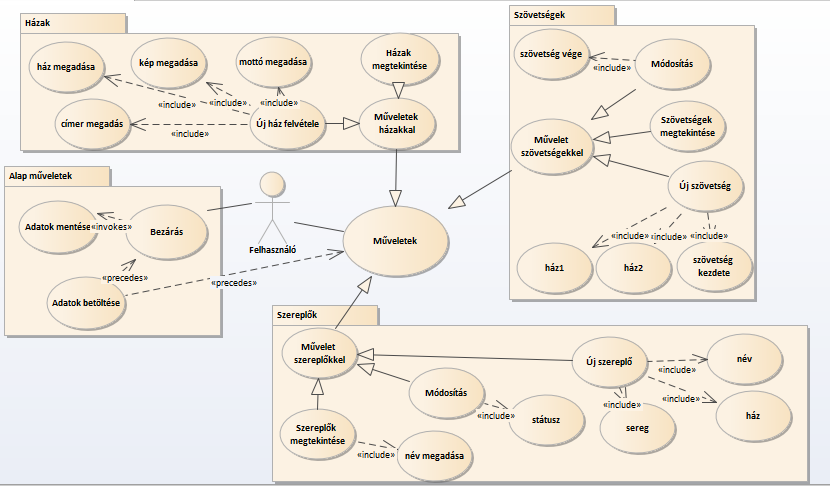 Házak
ház megadása
kép megadása
mottó megadása
Házak
megtekintése
«include»
«include»
«include»
címer megadás
«include»
Új ház felvétele
Műveletek
házakkal
Szövetségek
szövetség vége
«include»
Módosítás
Művelet
szövetségekkel
Szövetségek
megtekintése
Új szövetség
«include»
«include»
«include»
ház1
ház2
szövetség
kezdete
Alap műveletek
Adatok mentése
«invokes»
Bezárás
«precedes»
Adatok betöltése
Felhasználó
«precedes»
Műveletek
Szereplők
Művelet
szereplőkkel
Új szereplő
«include»
név
Módosítás
«include»
státusz
«include»
sereg
«include»
ház
Szereplők
megtekintése
«include»
név megadása